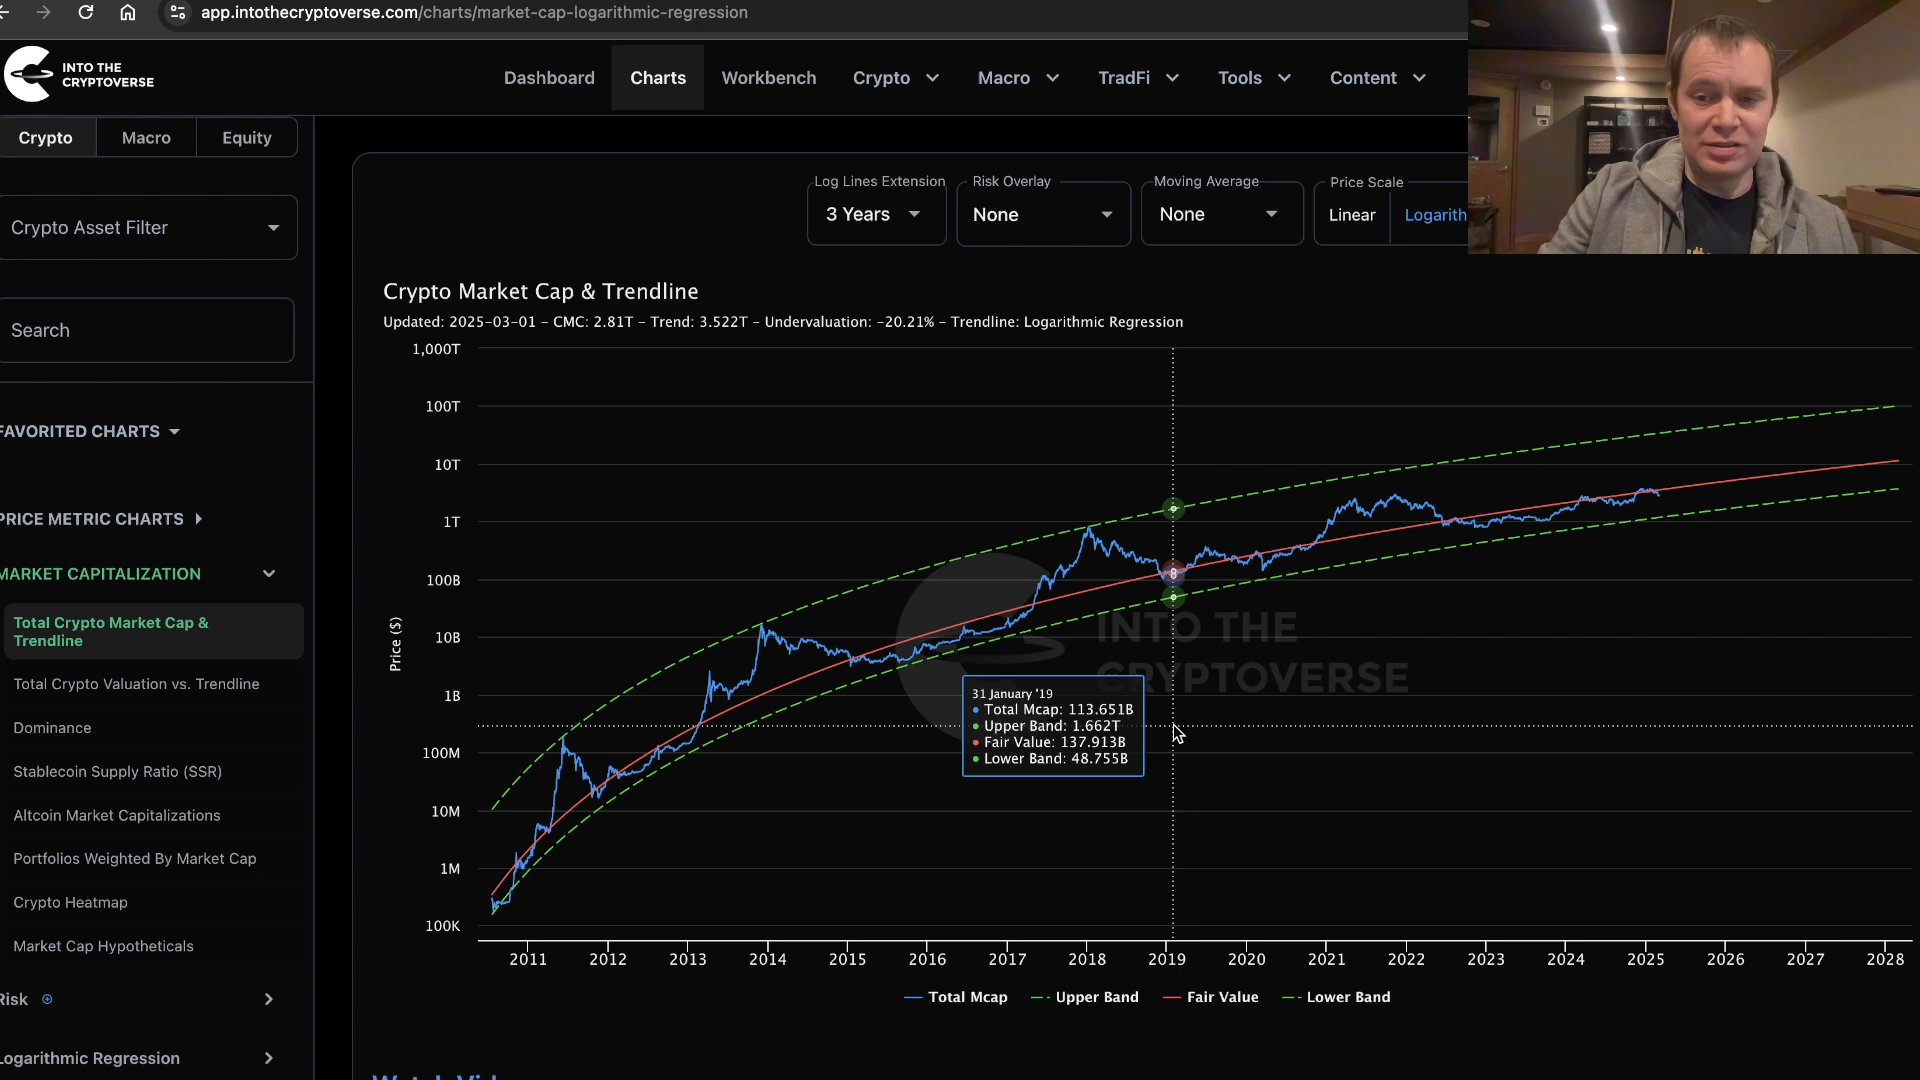 app.intothecryptoverse.com/charts/market-cap-logarithmic-regression
INTO THE
CRYPTOVERSE
Dashboard
Charts
Workbench
Crypto
Macro
TradFi
Tools
Content
Crypto
Macro
Equity
Crypto Asset Filter
Search
FAVORITED CHARTS
PRICE METRIC CHARTS
MARKET CAPITALIZATION
Total Crypto Market Cap &
Trendline
Total Crypto Valuation vs. Trendline
Dominance
Stablecoin Supply Ratio (SSR)
Altcoin Market Capitalizations
Portfolios Weighted By Market Cap
Crypto Heatmap
Market Cap Hypotheticals
Risk
Logarithmic Regression
Log Lines Extension
3 Years
Risk Overlay
None
Moving Average
None
Price Scale
Linear
Logarith
Crypto Market Cap & Trendline
Updated: 2025-03-01 – CMC: 2.81T – Trend: 3.522T – Undervaluation: -20.21% – Trendline: Logarithmic Regression
1,000T
100T
10T
1T
100B
10B
1B
100M
10M
1M
100K
Price ($)
INTO THE
CRYPTOVERSE
31 January '19
Total Mcap: 113.651B
Upper Band: 1.662T
Fair Value: 137.913B
Lower Band: 48.755B
2011 2012 2013 2014 2015 2016 2017 2018 2019 2020 2021 2022 2023 2024 2025 2026 2027 2028
Total Mcap
Upper Band
Fair Value
Lower Band